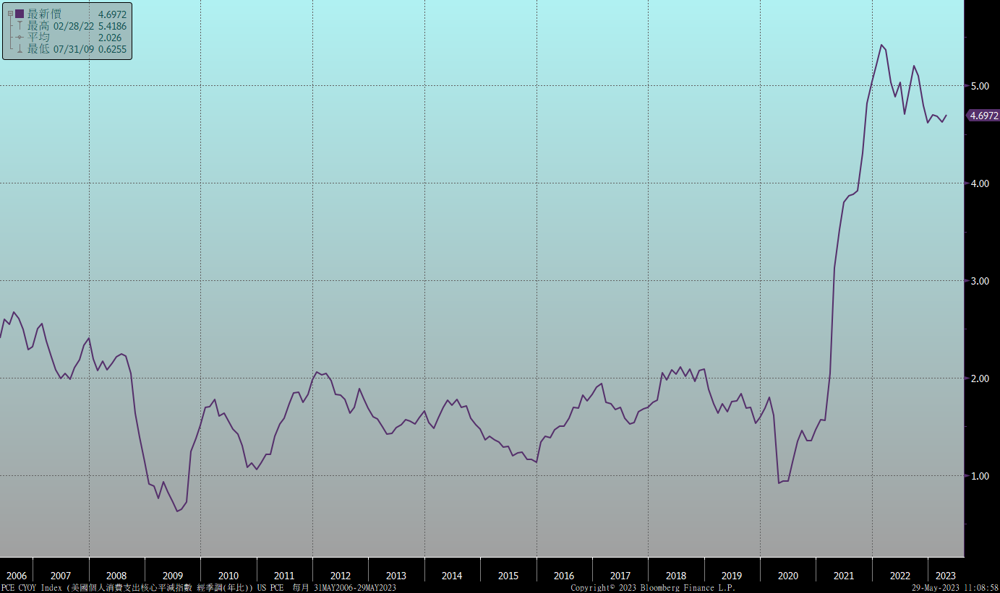 最新價 4.6972
最高 02/28/22 5.4186
平均 2.026
最低 07/31/09 0.6255
5.00
4.6972
4.00
3.00
2.00
1.00
2006 2007 2008 2009 2010 2011 2012 2013 2014 2015 2016 2017 2018 2019 2020 2021 2022 2023
PCE CYOY Index (美國個人消費支出核心平減指數 經季調(年比)) US PCE 每月 31MAY2006-29MAY2023 Copyright© 2023 Bloomberg Finance L.P. 29-May-2023 11:08:58